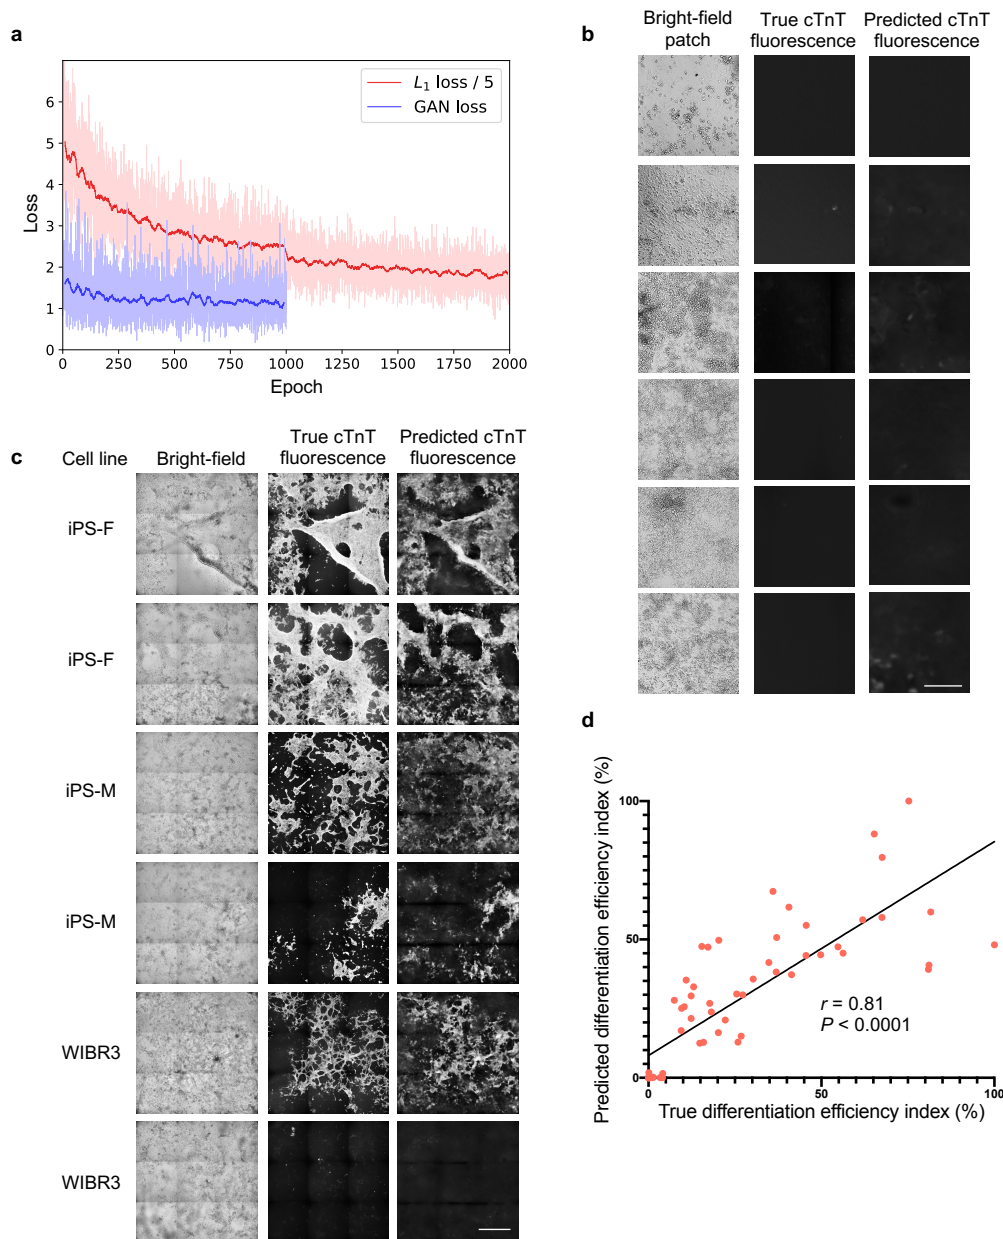 a
7
6
5
4
3
2
1
0
Loss
L₁ loss / 5
GAN loss
0
250
500
750
1000
1250
1500
1750
2000
Epoch
b
Bright-field
patch
True cTnT
fluorescence
Predicted cTnT
fluorescence
c
Cell line
Bright-field
True cTnT
fluorescence
Predicted cTnT
fluorescence
iPS-F
iPS-F
iPS-M
iPS-M
WIBR3
WIBR3
d
Predicted differentiation efficiency index (%)
100
50
0
r = 0.81
P < 0.0001
0
50
100
True differentiation efficiency index (%)